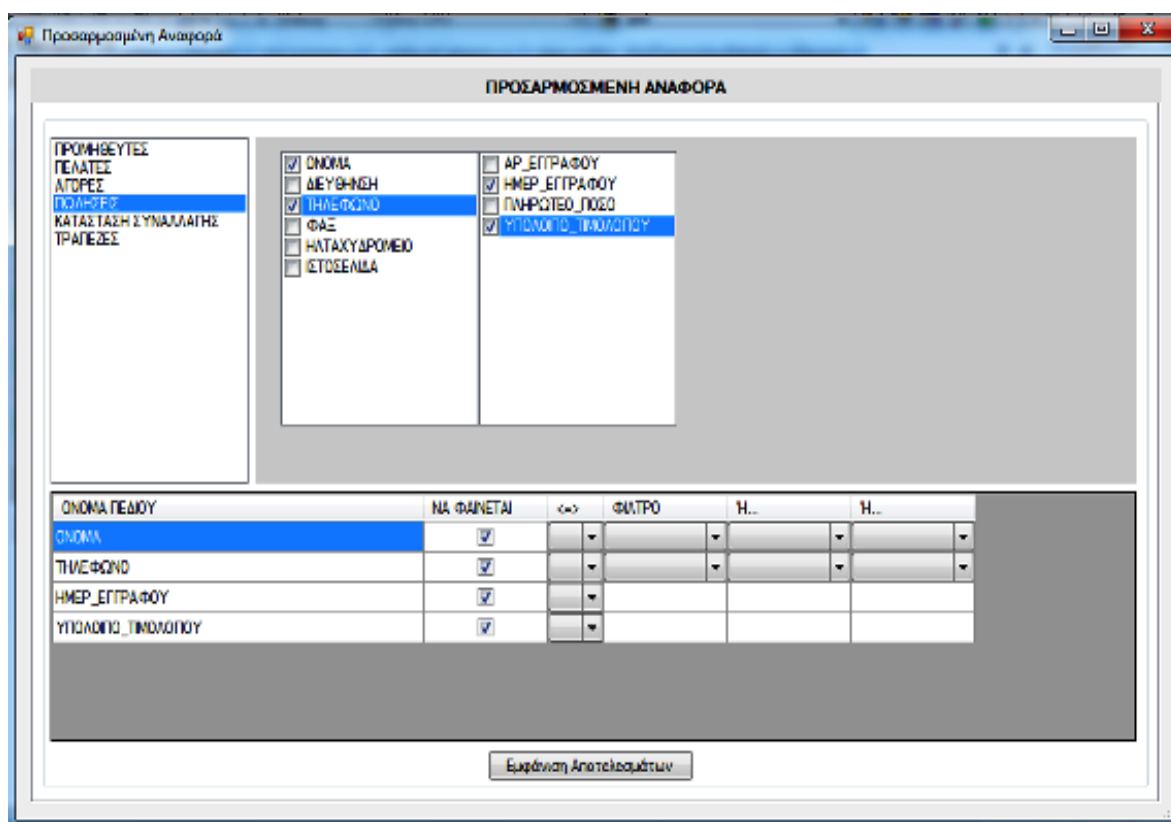 Προσαρμοσμένη Αναφορά
ΠΡΟΣΑΡΜΟΣΜΕΝΗ ΑΝΑΦΟΡΑ
ΠΡΟΜΗΘΕΥΤΕΣ
ΠΕΛΑΤΕΣ
ΑΓΟΡΕΣ
ΠΩΛΗΣΕΙΣ
ΚΑΤΑΣΤΑΣΗ ΣΥΝΑΛΛΑΓΗΣ
ΤΡΑΠΕΖΕΣ
ΟΝΟΜΑ
ΔΙΕΥΘΗΝΣΗ
ΤΗΛΕΦΩΝΟ
ΦΑΞ
ΗΛΤΑΧΥΔΡΟΜΕΙΟ
ΙΣΤΟΣΕΛΙΔΑ
ΑΡ_ΕΓΓΡΑΦΟΥ
ΗΜΕΡ_ΕΓΓΡΑΦΟΥ
ΠΛΗΡΩΤΕΟ_ΠΟΣΟ
ΥΠΟΛΟΙΠΟ_ΤΙΜΟΛΟΓΙΟΥ
ΟΝΟΜΑ ΠΕΔΙΟΥ ΝΑ ΦΑΙΝΕΤΑΙ <=> ΦΙΛΤΡΟ Ή... Ή...
ΟΝΟΜΑ
ΤΗΛΕΦΩΝΟ
ΗΜΕΡ_ΕΓΓΡΑΦΟΥ
ΥΠΟΛΟΙΠΟ_ΤΙΜΟΛΟΓΙΟΥ
Εμφάνιση Αποτελεσμάτων